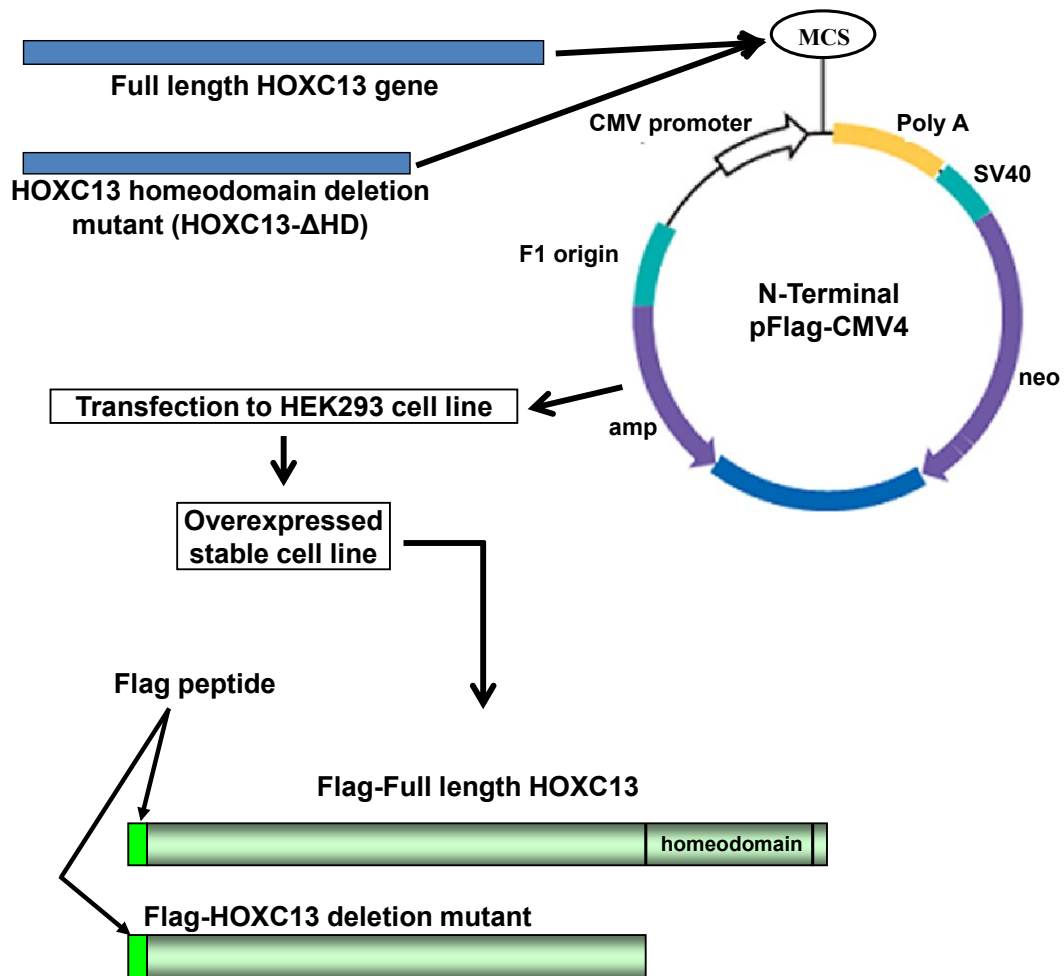 Full length HOXC13 gene
HOXC13 homeodomain deletion
mutant (HOXC13-ΔHD)
MCS
CMV promoter
Poly A
SV40
F1 origin
N-Terminal
pFlag-CMV4
neo
amp
Transfection to HEK293 cell line
Overexpressed
stable cell line
Flag peptide
Flag-Full length HOXC13
homeodomain
Flag-HOXC13 deletion mutant